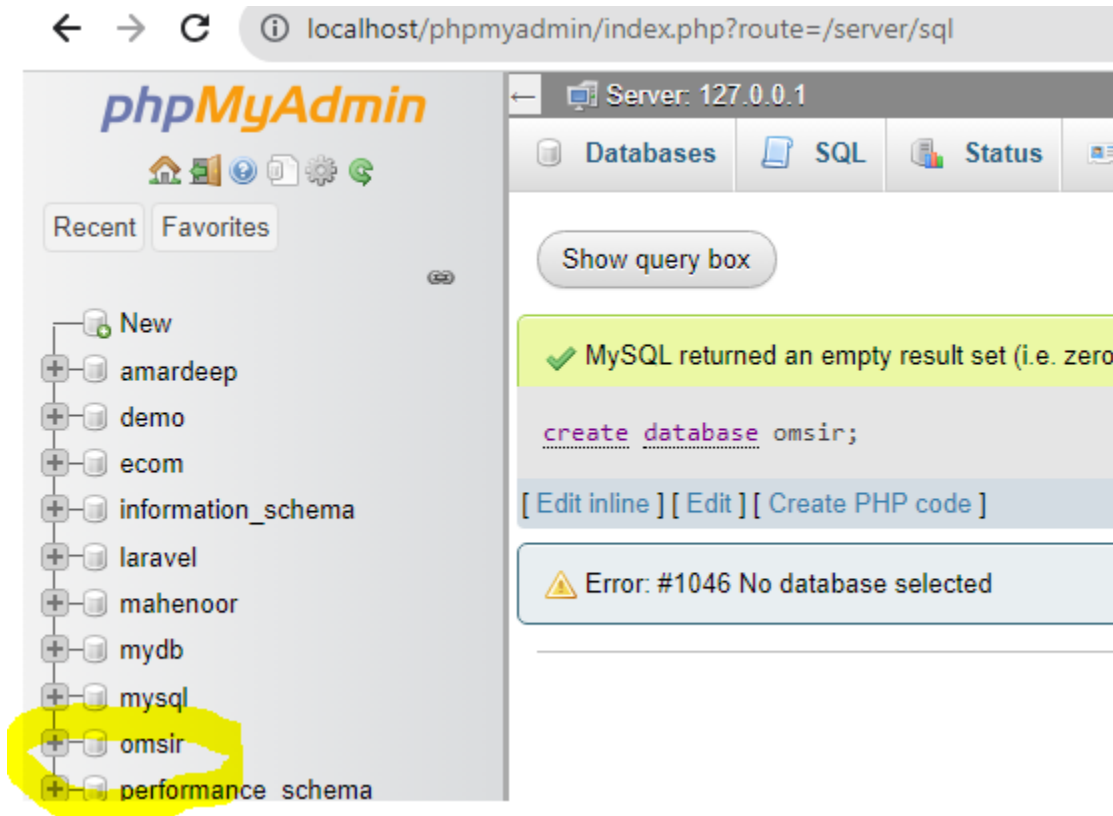 localhost/phpmyadmin/index.php?route=/server/sql
phpMyAdmin
Recent Favorites
New
amardeep
demo
ecom
information_schema
laravel
mahenoor
mydb
mysql
omsir
performance_schema
← Server: 127.0.0.1
Databases SQL Status
Show query box
MySQL returned an empty result set (i.e. zero
create database omsir;
[ Edit inline ] [ Edit ] [ Create PHP code ]
Error: #1046 No database selected